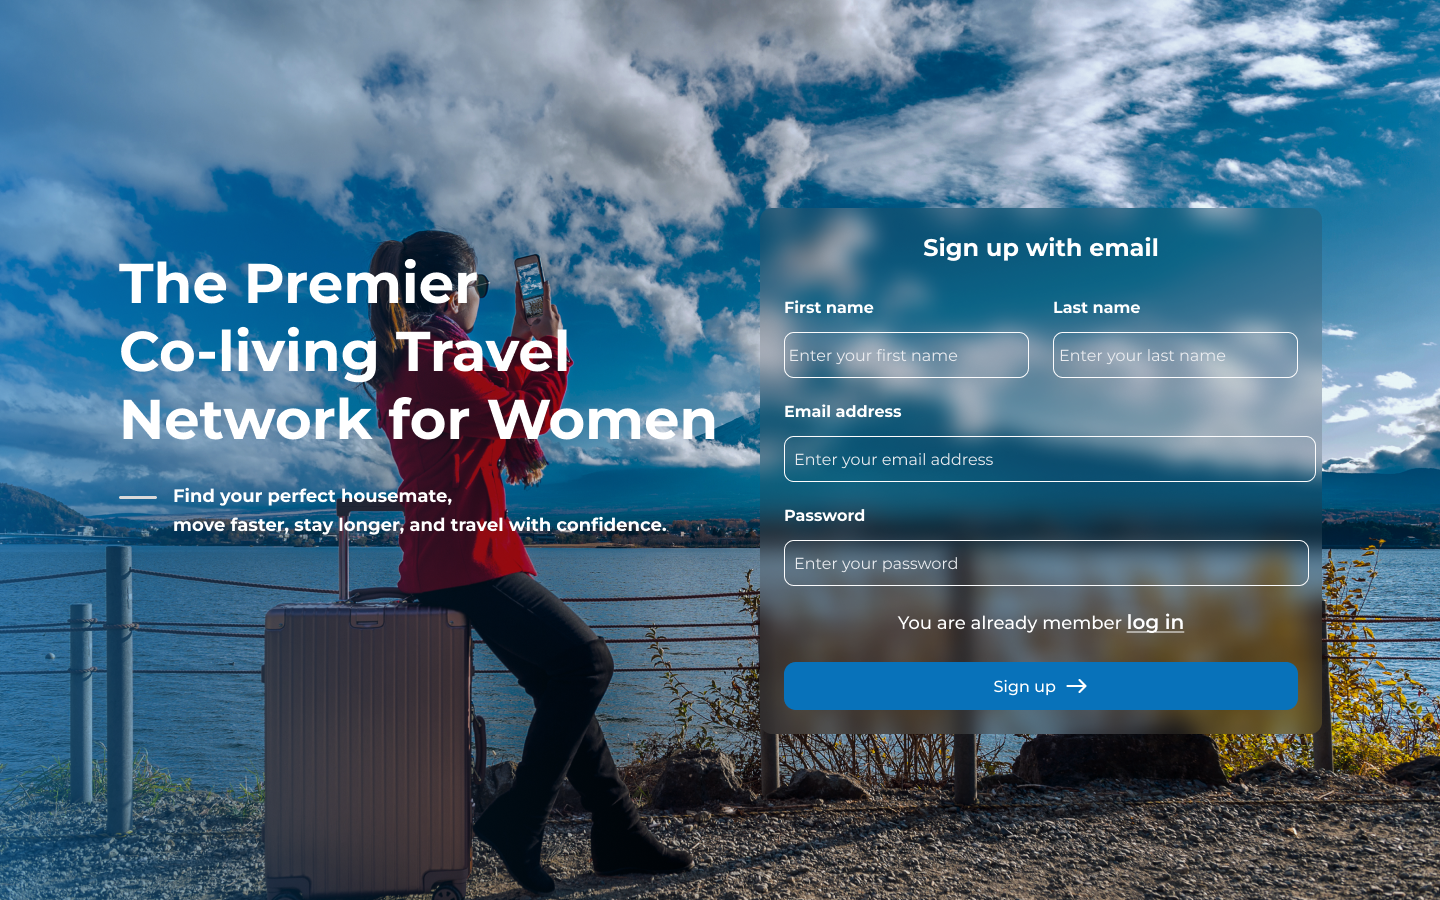 The Premier
Co-living Travel
Network for Women
Find your perfect housemate,
move faster, stay longer, and travel with confidence.
Sign up with email
First name
Last name
Enter your first name
Enter your last name
Email address
Enter your email address
Password
Enter your password
You are already member log in
Sign up